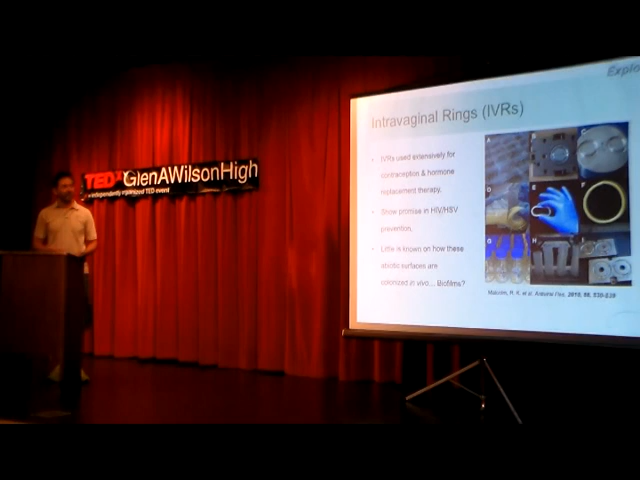 TEDxGlenAWilsonHigh
x=independently organized TED event
Explo
Intravaginal Rings (IVRs)
• IVRs used extensively for
contraception & hormone
replacement therapy.
• Show promise in HIV/HSV
prevention.
• Little is known on how these
abiotic surfaces are
colonized in vivo… Biofilms?
A
B
C
D
E
F
G
H
Malcolm, R. K. et al. Antiviral Res. 2010, 88, S30-S39